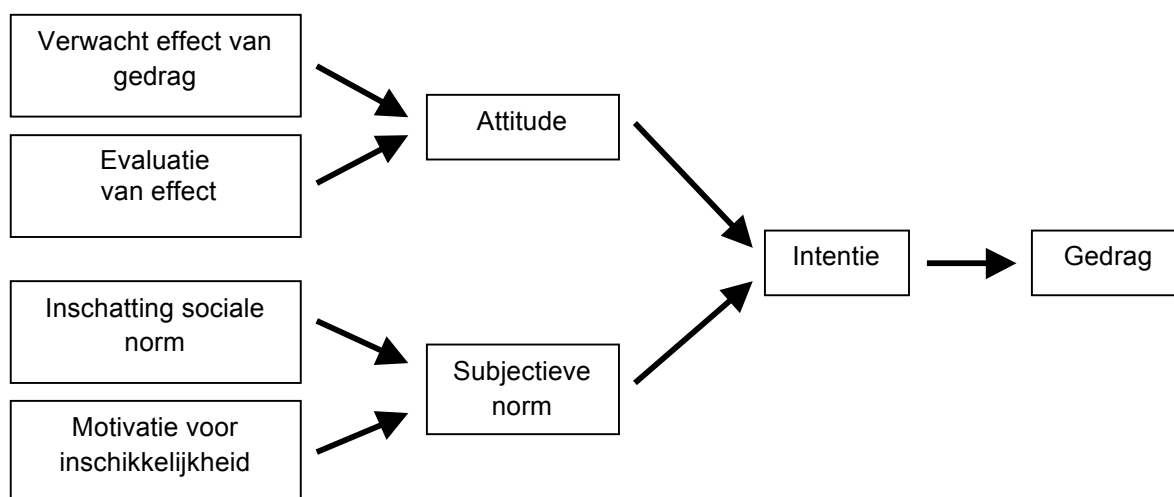 Verwacht effect van
gedrag
Evaluatie
van effect
Attitude
Inschatting sociale
norm
Motivatie voor
inschikkelijkheid
Subjectieve
norm
Intentie
Gedrag